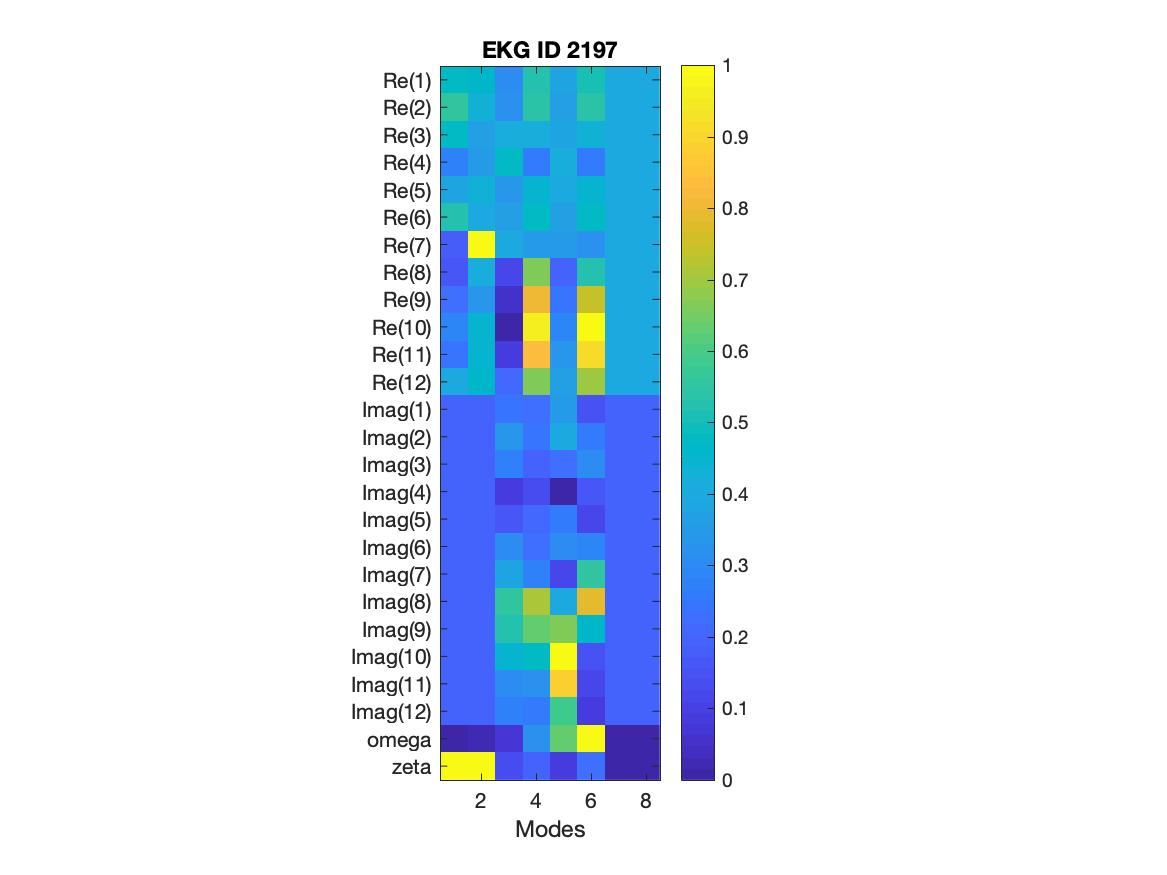 EKG ID 2197
Re(1)
Re(2)
Re(3)
Re(4)
Re(5)
Re(6)
Re(7)
Re(8)
Re(9)
Re(10)
Re(11)
Re(12)
Imag(1)
Imag(2)
Imag(3)
Imag(4)
Imag(5)
Imag(6)
Imag(7)
Imag(8)
Imag(9)
Imag(10)
Imag(11)
Imag(12)
omega
zeta
2 4 6 8
Modes
1
0.9
0.8
0.7
0.6
0.5
0.4
0.3
0.2
0.1
0